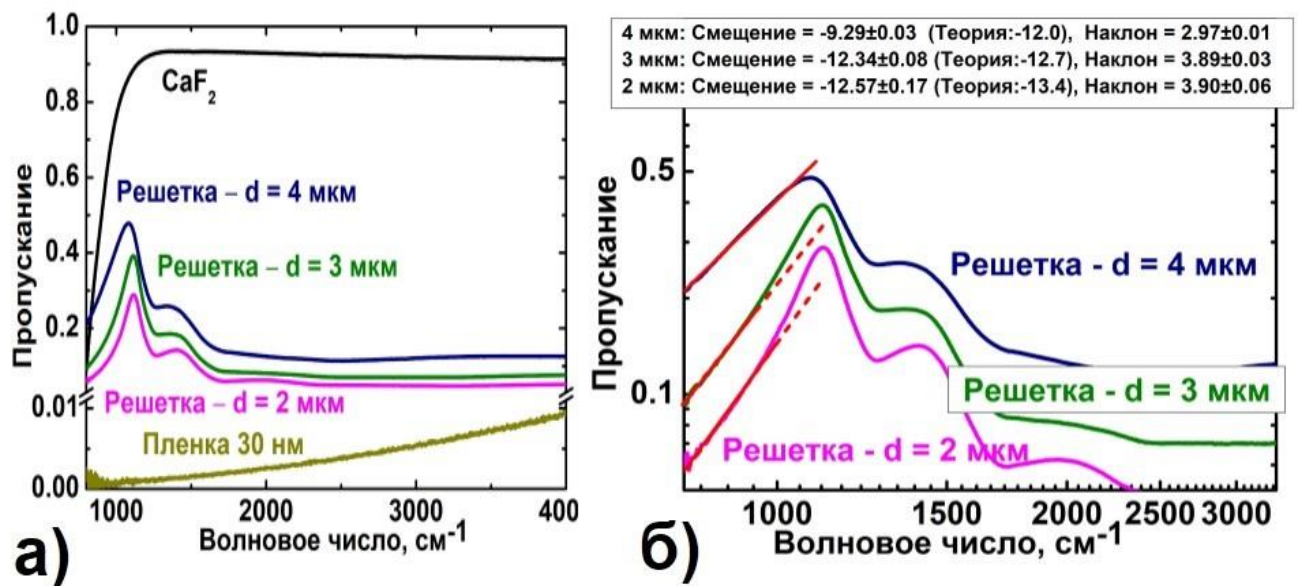 1.0
0.8
0.6
0.4
0.2
0.01
0.00
Пропускание
CaF2
Решетка – d = 4 мкм
Решетка – d = 3 мкм
Решетка – d = 2 мкм
Пленка 30 нм
1000 2000 3000 400
Волновое число, см-1
а)
4 мкм: Смещение = -9.29±0.03 (Теория:-12.0), Наклон = 2.97±0.01
3 мкм: Смещение = -12.34±0.08 (Теория:-12.7), Наклон = 3.89±0.03
2 мкм: Смещение = -12.57±0.17 (Теория:-13.4), Наклон = 3.90±0.06
0.5
0.1
Пропускание
Решетка - d = 4 мкм
Решетка - d = 3 мкм
Решетка - d = 2 мкм
1000 1500 2000 2500 3000
Волновое число, см-1
б)